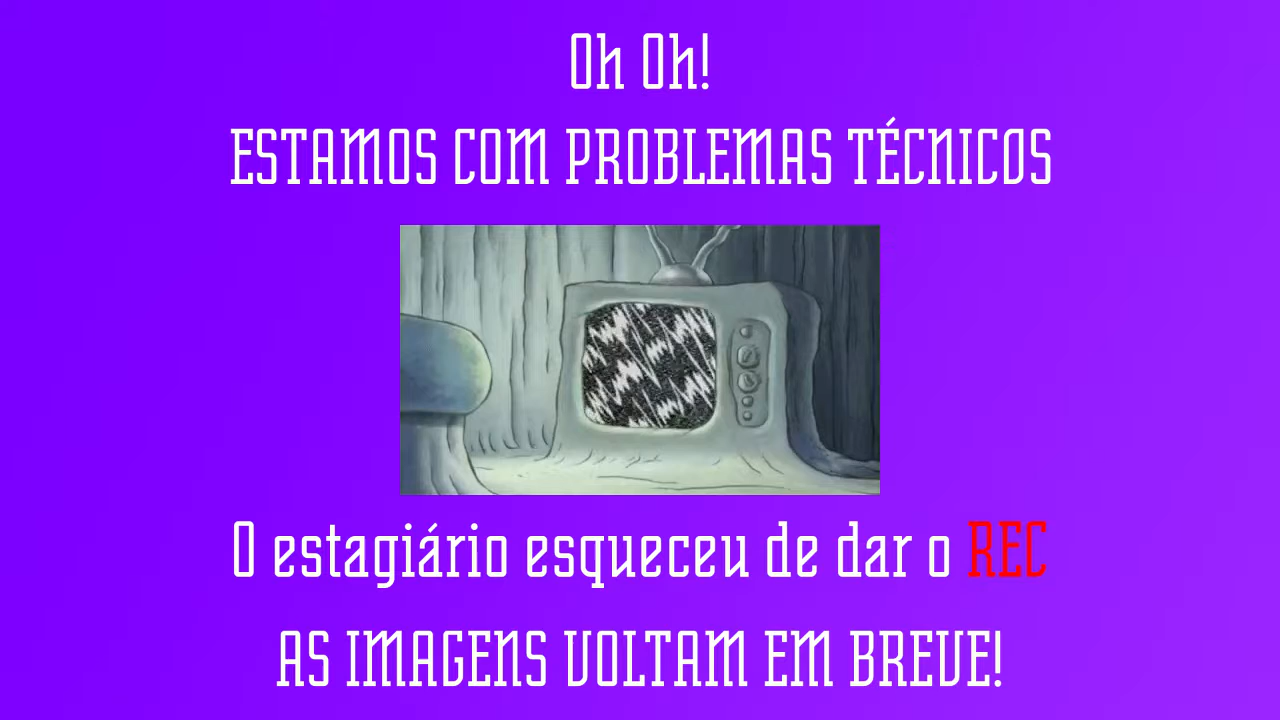 Oh Oh!
ESTAMOS COM PROBLEMAS TÉCNICOS
O estagiário esqueceu de dar o REC
AS IMAGENS VOLTAM EM BREVE!